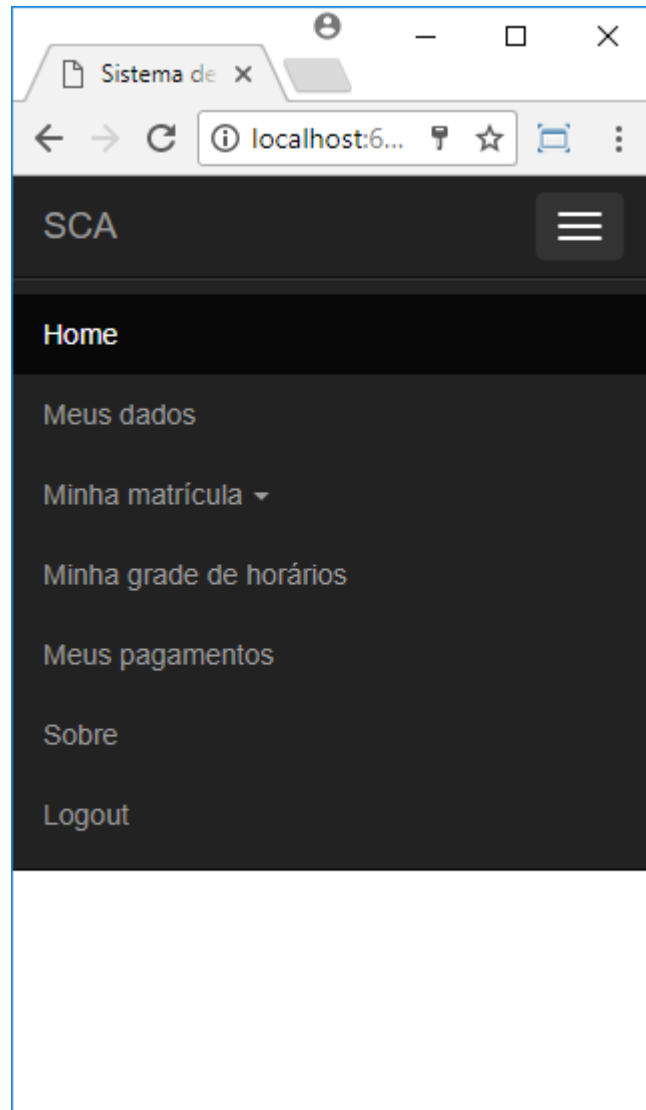 Sistema de
localhost:6...
SCA
Home
Meus dados
Minha matrícula
Minha grade de horários
Meus pagamentos
Sobre
Logout